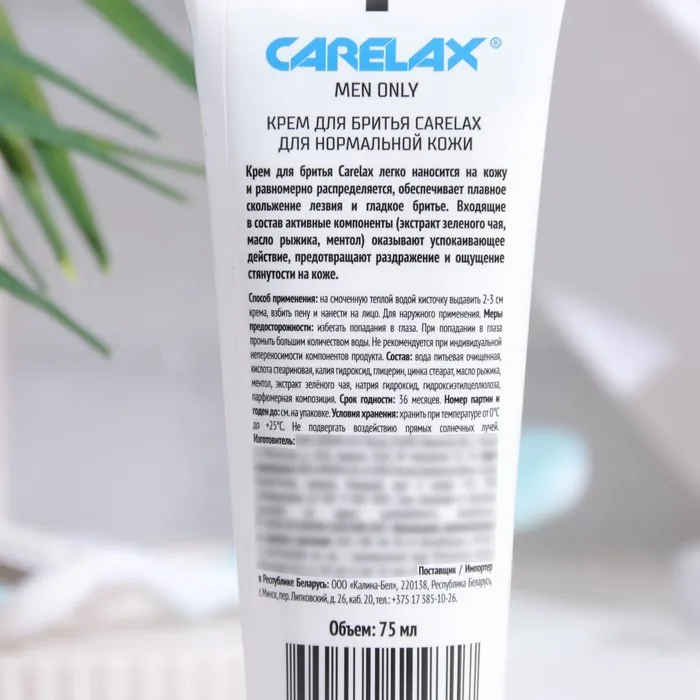 CARELAX®
MEN ONLY
КРЕМ ДЛЯ БРИТЬЯ CARELAX
ДЛЯ НОРМАЛЬНОЙ КОЖИ
Крем для бритья Carelax легко наносится на кожу
и равномерно распределяется, обеспечивает плавное
скольжение лезвия и гладкое бритье. Входящие
в состав активные компоненты (экстракт зеленого чая,
масло рыжика, ментол) оказывают успокаивающее
действие, предотвращают раздражение и ощущение
стянутости на коже.
Способ применения: на смоченную теплой водой кисточку выдавить 2-3 см
крема, взбить пену и нанести на лицо. Для наружного применения. Меры
предосторожности: избегать попадания в глаза. При попадании в глаза
промыть большим количеством воды. Не рекомендуется при индивидуальной
непереносимости компонентов продукта. Состав: вода питьевая очищенная,
кислота стеариновая, калия гидроксид, глицерин, цинка стеарат, масло рыжика,
ментол, экстракт зелёного чая, натрия гидроксид, гидроксиэтилцеллюлоза,
парфюмерная композиция. Срок годности: 36 месяцев. Номер партии и
годен до: см. на упаковке. Условия хранения: хранить при температуре от 0°С
до +25°С. Не подвергать воздействию прямых солнечных лучей.
Изготовитель:
Поставщик / Импортер
в Республике Беларусь: ООО «Калина-Бел», 220138, Республика Беларусь,
г. Минск, пер. Липковский, д. 26, каб. 20, тел.: +375 17 385-10-26.
Объем: 75 мл